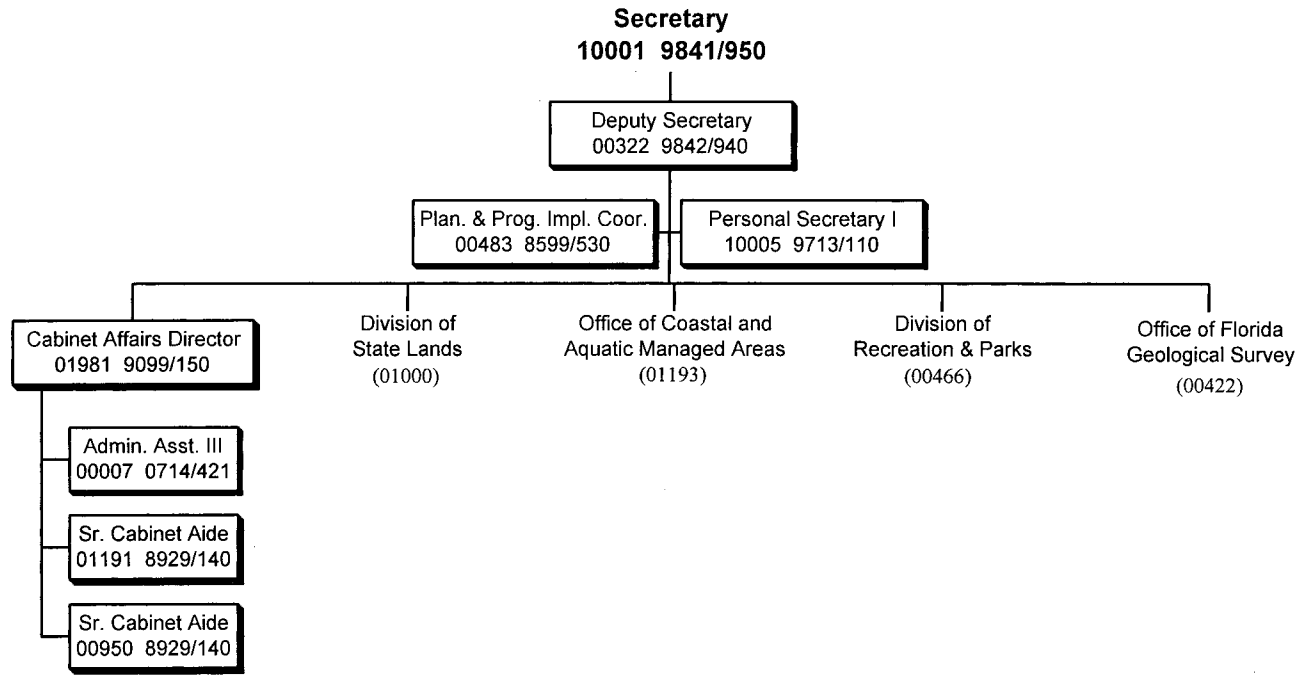 Secretary
10001 9841/950
Deputy Secretary
00322 9842/940
Plan. & Prog. Impl. Coor.
00483 8599/530
Personal Secretary I
10005 9713/110
Cabinet Affairs Director
01981 9099/150
Division of
State Lands
(01000)
Office of Coastal and
Aquatic Managed Areas
(01193)
Division of
Recreation & Parks
(00466)
Office of Florida
Geological Survey
(00422)
Admin. Asst. III
00007 0714/421
Sr. Cabinet Aide
01191 8929/140
Sr. Cabinet Aide
00950 8929/140